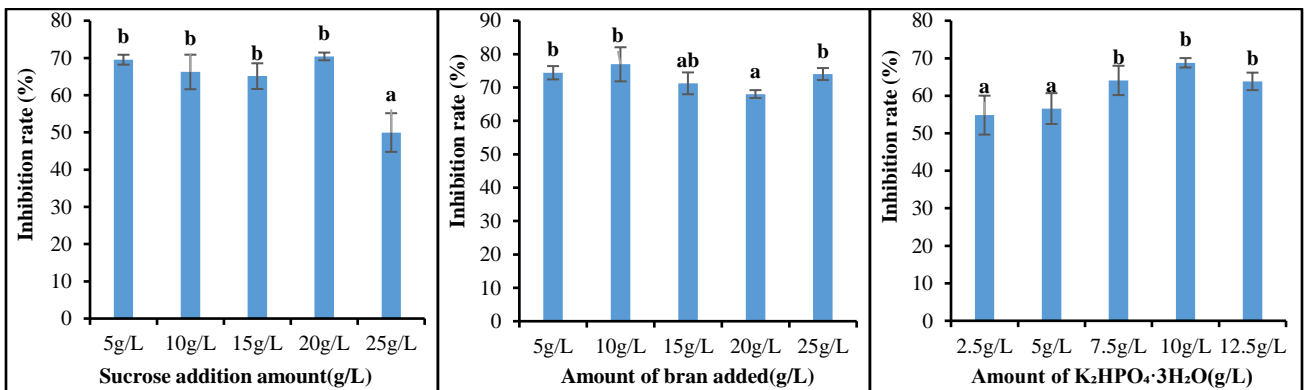 Inhibition rate (%)
80
70
60
50
40
30
20
10
0
b
b
b
b
a
5g/L
10g/L
15g/L
20g/L
25g/L
Sucrose addition amount(g/L)
Inhibition rate (%)
90
80
70
60
50
40
30
20
10
0
b
b
ab
a
b
5g/L
10g/L
15g/L
20g/L
25g/L
Amount of bran added(g/L)
Inhibition rate (%)
80
70
60
50
40
30
20
10
0
a
a
b
b
b
2.5g/L
5g/L
7.5g/L
10g/L
12.5g/L
Amount of K₂HPO₄·3H₂O(g/L)